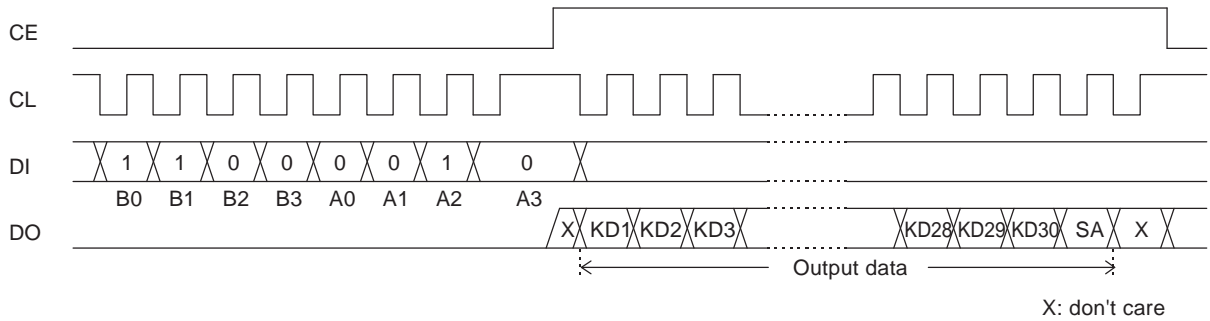 CE
CL
DI 1 1 0 0 0 0 1 0
B0 B1 B2 B3 A0 A1 A2 A3
DO X KD1 KD2 KD3 KD28 KD29 KD30 SA X
Output data
X: don't care